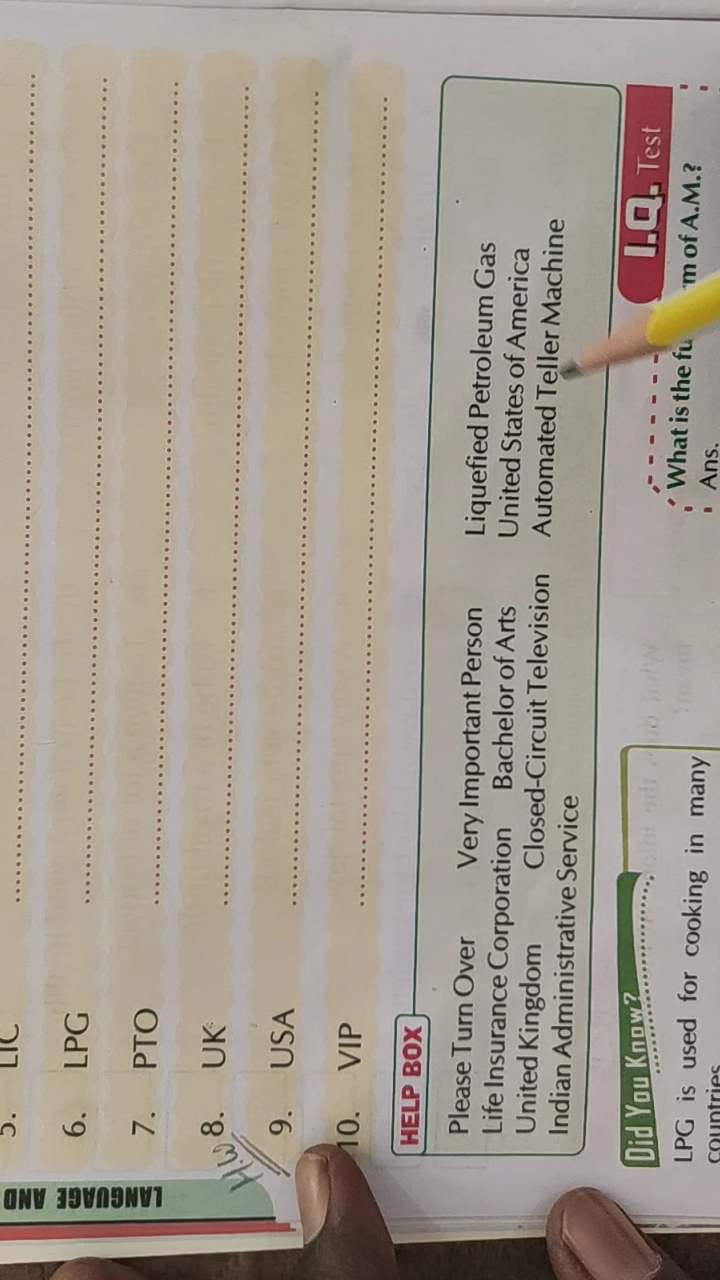 LANGUAGE AND
5. LIC
6. LPG
7. PTO
8. UK
H.W
9. USA
10. VIP
HELP BOX
Please Turn Over Very Important Person Liquefied Petroleum Gas
Life Insurance Corporation Bachelor of Arts United States of America
United Kingdom Closed-Circuit Television Automated Teller Machine
Indian Administrative Service
Did You Know?
LPG is used for cooking in many
countries
I.Q. Test
What is the fu m of A.M.?
Ans.